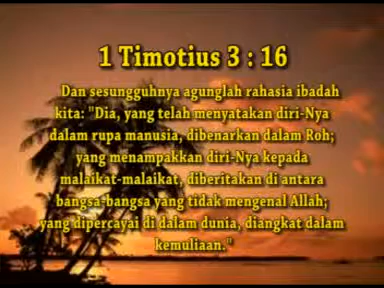 1 Timotius 3 : 16
Dan sesungguhnya agunglah rahasia ibadah
kita: "Dia, yang telah menyatakan diri-Nya
dalam rupa manusia, dibenarkan dalam Roh;
yang menampakkan diri-Nya kepada
malaikat-malaikat, diberitakan di antara
bangsa-bangsa yang tidak mengenal Allah;
yang dipercayai di dalam dunia, diangkat dalam
kemuliaan."